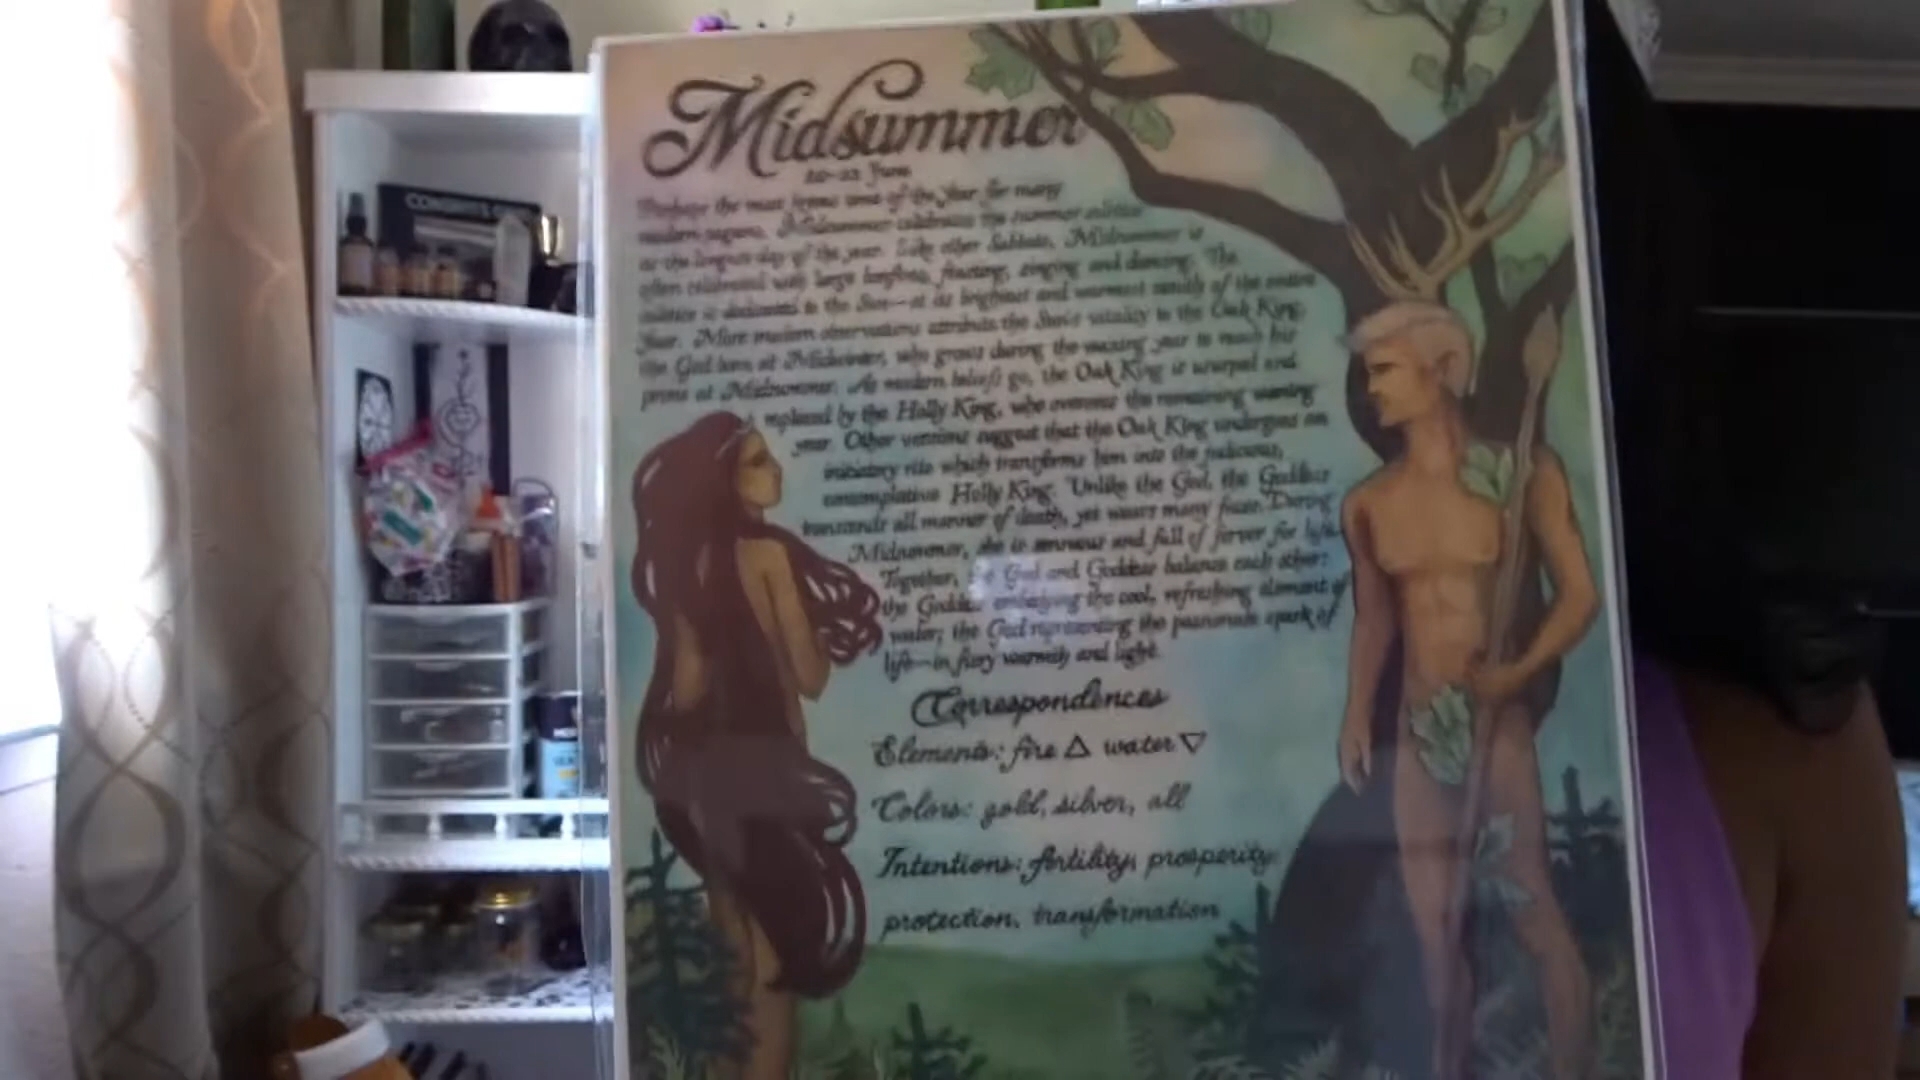 Midsummer
20-22 June
Perhaps the most joyous time of the Year for many
modern pagans, Midsummer celebrates the summer solstice
as the longest day of the year. Like other Sabbats, Midsummer is
often celebrated with large bonfires, feasting, singing and dancing. The
solstice is dedicated to the Sun—at its brightest and warmest zenith of the entire
Year. More modern observations attribute the Sun's vitality to the Oak King,
the God born at Midwinter, who grows during the waxing year to reach his
prime at Midsummer. As modern beliefs go, the Oak King is usurped and
replaced by the Holly King, who oversees the remaining waning
year. Other versions suggest that the Oak King undergoes an
initiatory rite which transforms him into the judicious,
contemplative Holly King. Unlike the God, the Goddess
transcends all manner of death, yet wears many faces. During
Midsummer, she is sensuous and full of fervor for life.
Together, the God and Goddess balance each other:
the Goddess embodying the cool, refreshing element of
water; the God representing the passionate spark of
life—in fiery warmth and light.
Correspondences
Elements: fire △ water ▽
Colors: gold, silver, all
Intentions: fertility, prosperity,
protection, transformation